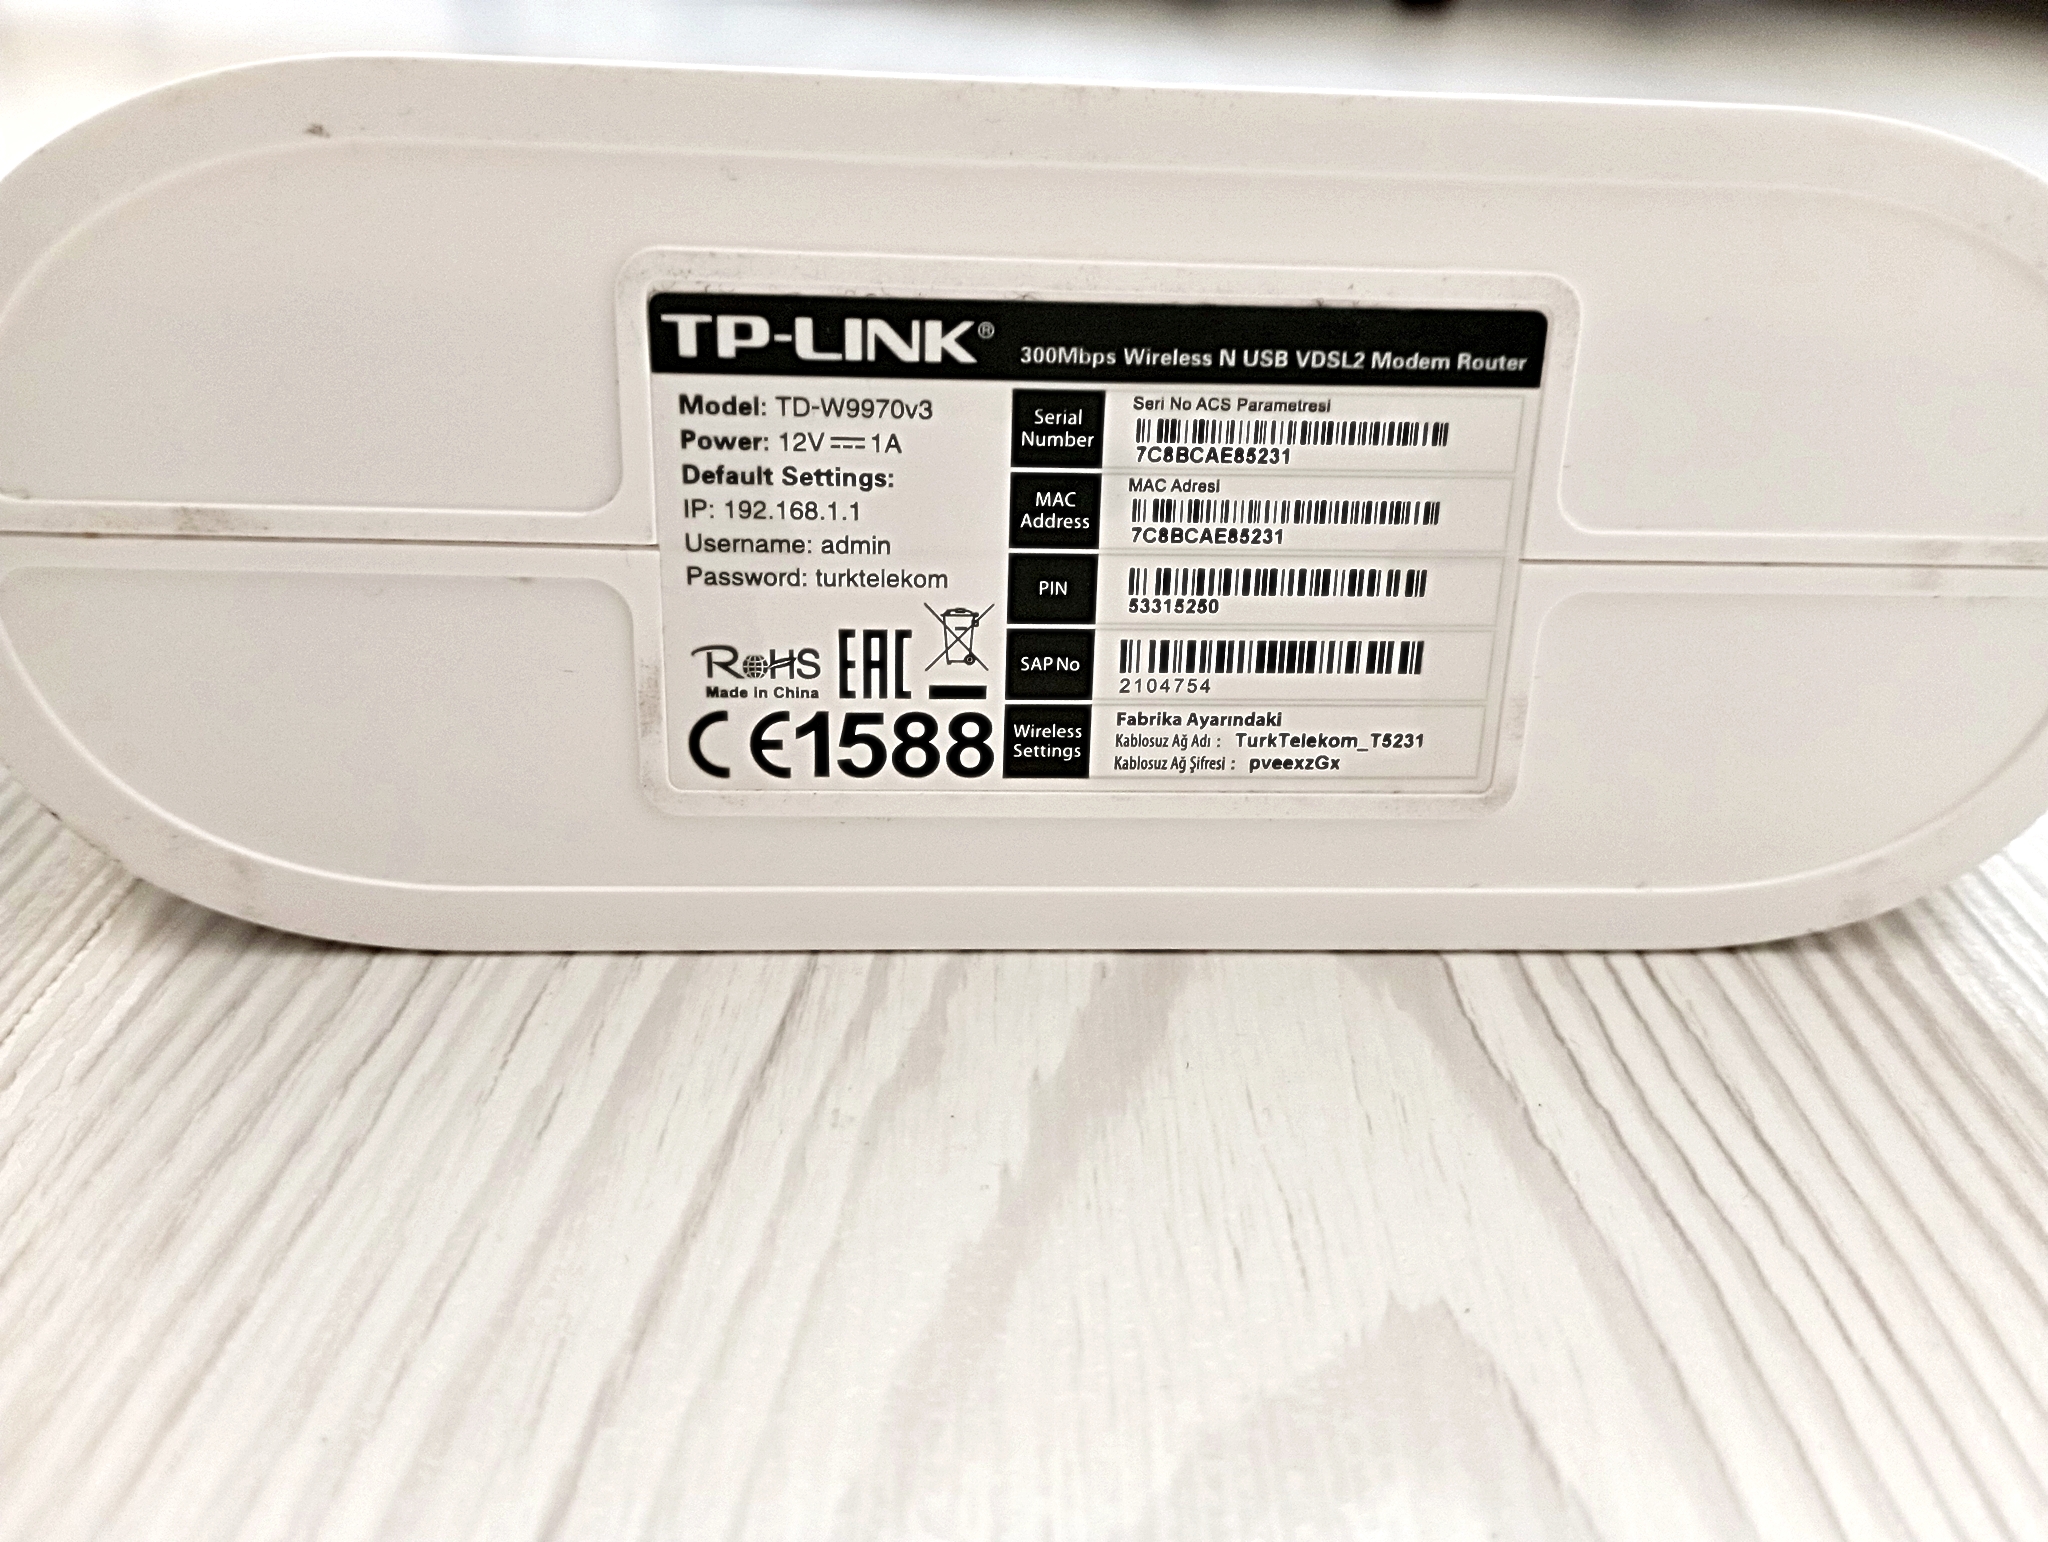 TP-LINK®
300Mbps Wireless N USB VDSL2 Modem Router
Model: TD-W9970v3
Power: 12V⎓1A
Default Settings:
IP: 192.168.1.1
Username: admin
Password: turktelekom
RoHS
Made in China
EAC
CE1588
Serial Number
Seri No ACS Parametresi
7C8BCAE85231
MAC Address
MAC Adresi
7C8BCAE85231
PIN
53315250
SAP No
2104754
Wireless Settings
Fabrika Ayarındaki
Kablosuz Ağ Adı : TurkTelekom_T5231
Kablosuz Ağ Şifresi : pveexzGx